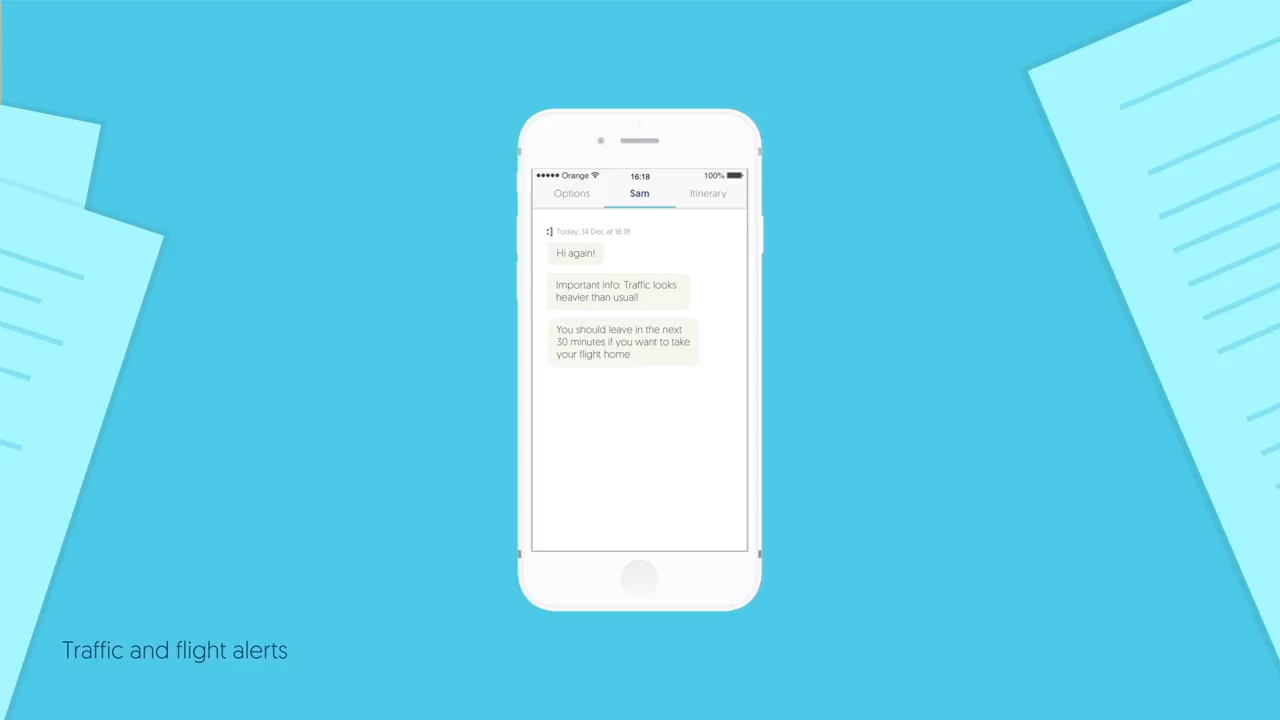 Orange 16:18 100%
Options Sam Itinerary
:] Today, 14 Dec at 16:18
Hi again!
Important info: Traffic looks
heavier than usual!
You should leave in the next
30 minutes if you want to take
your flight home
Traffic and flight alerts